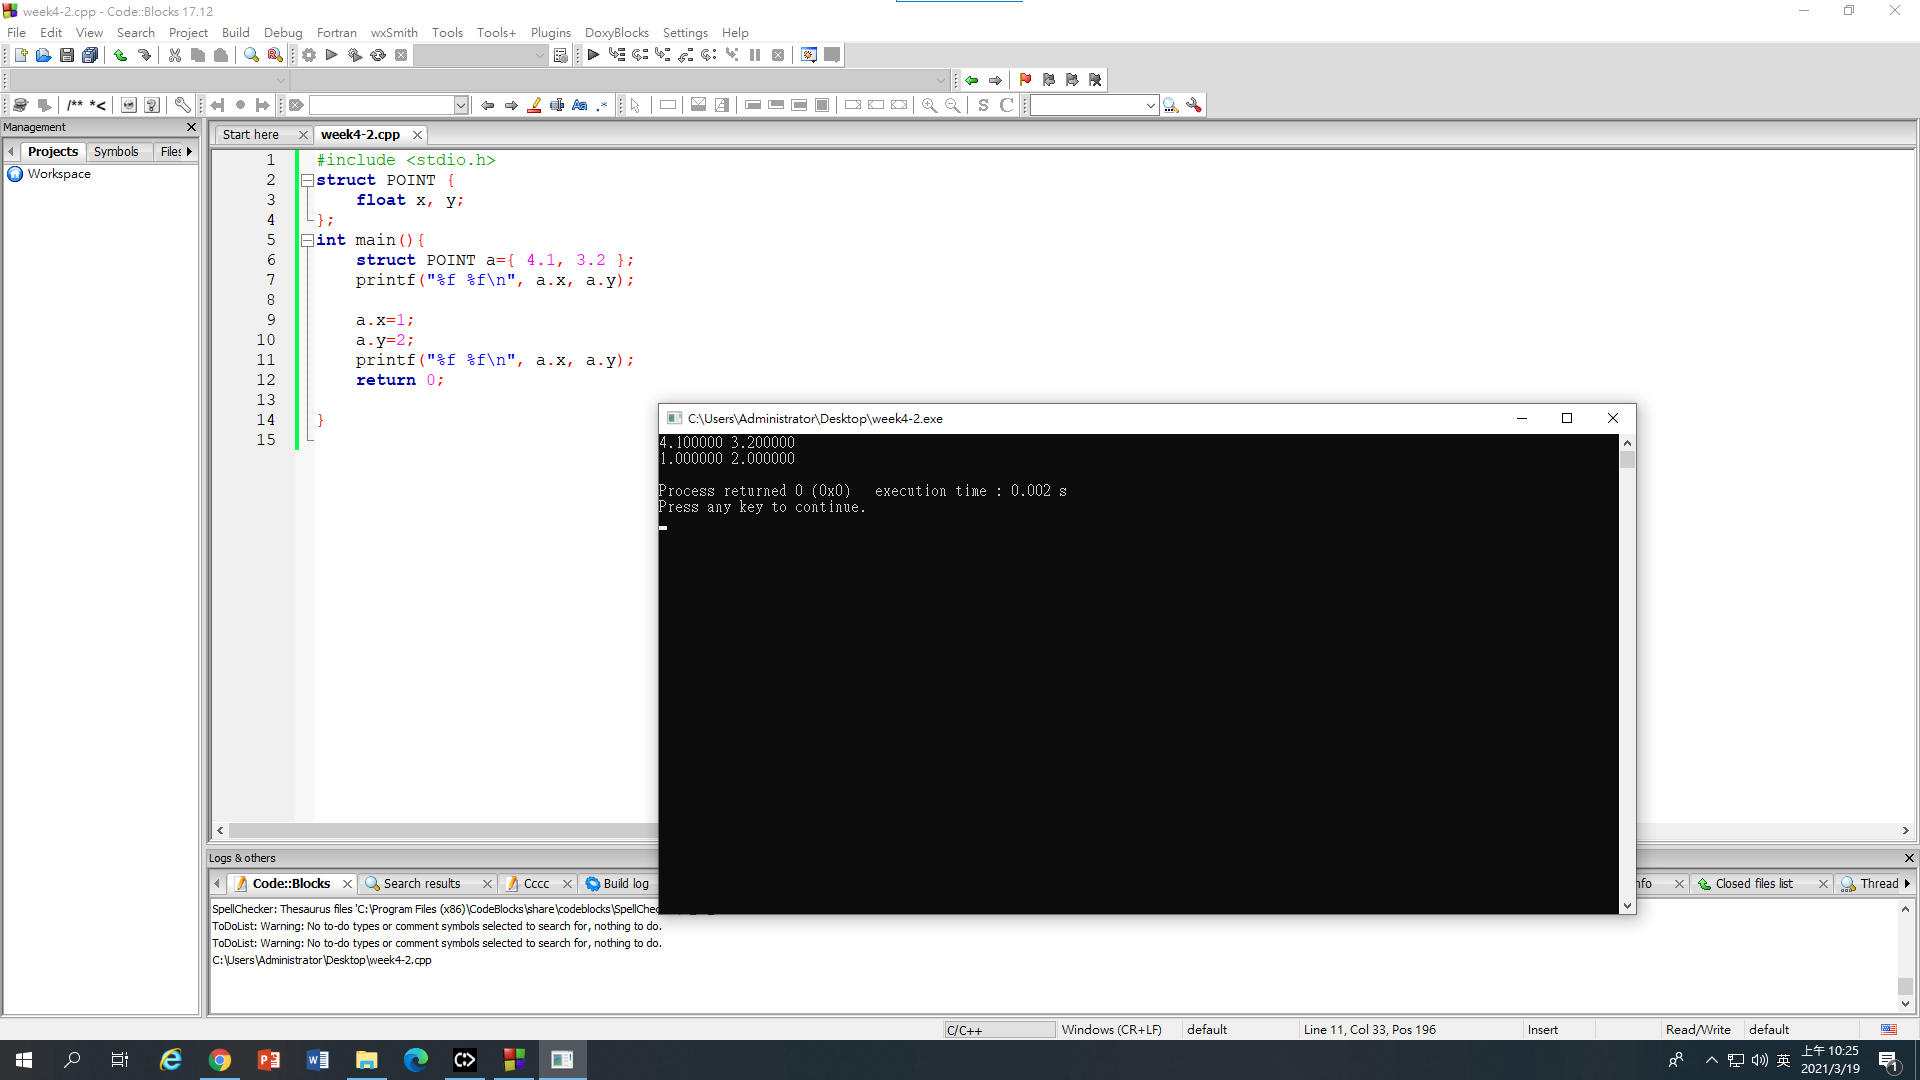 week4-2.cpp - Code::Blocks 17.12
File Edit View Search Project Build Debug Fortran wxSmith Tools Tools+ Plugins DoxyBlocks Settings Help
/** *<
S C
Management
Projects Symbols Files
Workspace
Start here week4-2.cpp
1 #include <stdio.h>
2 struct POINT {
3 float x, y;
4 };
5 int main(){
6 struct POINT a={ 4.1, 3.2 };
7 printf("%f %f\n", a.x, a.y);
8
9 a.x=1;
10 a.y=2;
11 printf("%f %f\n", a.x, a.y);
12 return 0;
13
14 }
15
C:\Users\Administrator\Desktop\week4-2.exe
4.100000 3.200000
1.000000 2.000000
Process returned 0 (0x0) execution time : 0.002 s
Press any key to continue.
Logs & others
Code::Blocks Search results Cccc Build log nfo Closed files list Thread
SpellChecker: Thesaurus files 'C:\Program Files (x86)\CodeBlocks\share\codeblocks\SpellChec
ToDoList: Warning: No to-do types or comment symbols selected to search for, nothing to do.
ToDoList: Warning: No to-do types or comment symbols selected to search for, nothing to do.
C:\Users\Administrator\Desktop\week4-2.cpp
C/C++ Windows (CR+LF) default Line 11, Col 33, Pos 196 Insert Read/Write default
英 上午 10:25
2021/3/19
1